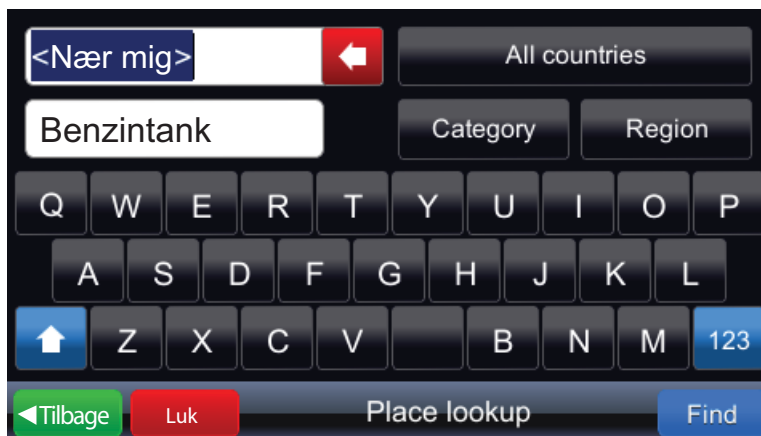 <Nær mig> All countries
Benzintank Category Region
Q W E R T Y U I O P
A S D F G H J K L
Z X C V B N M 123
Tilbage Luk Place lookup Find